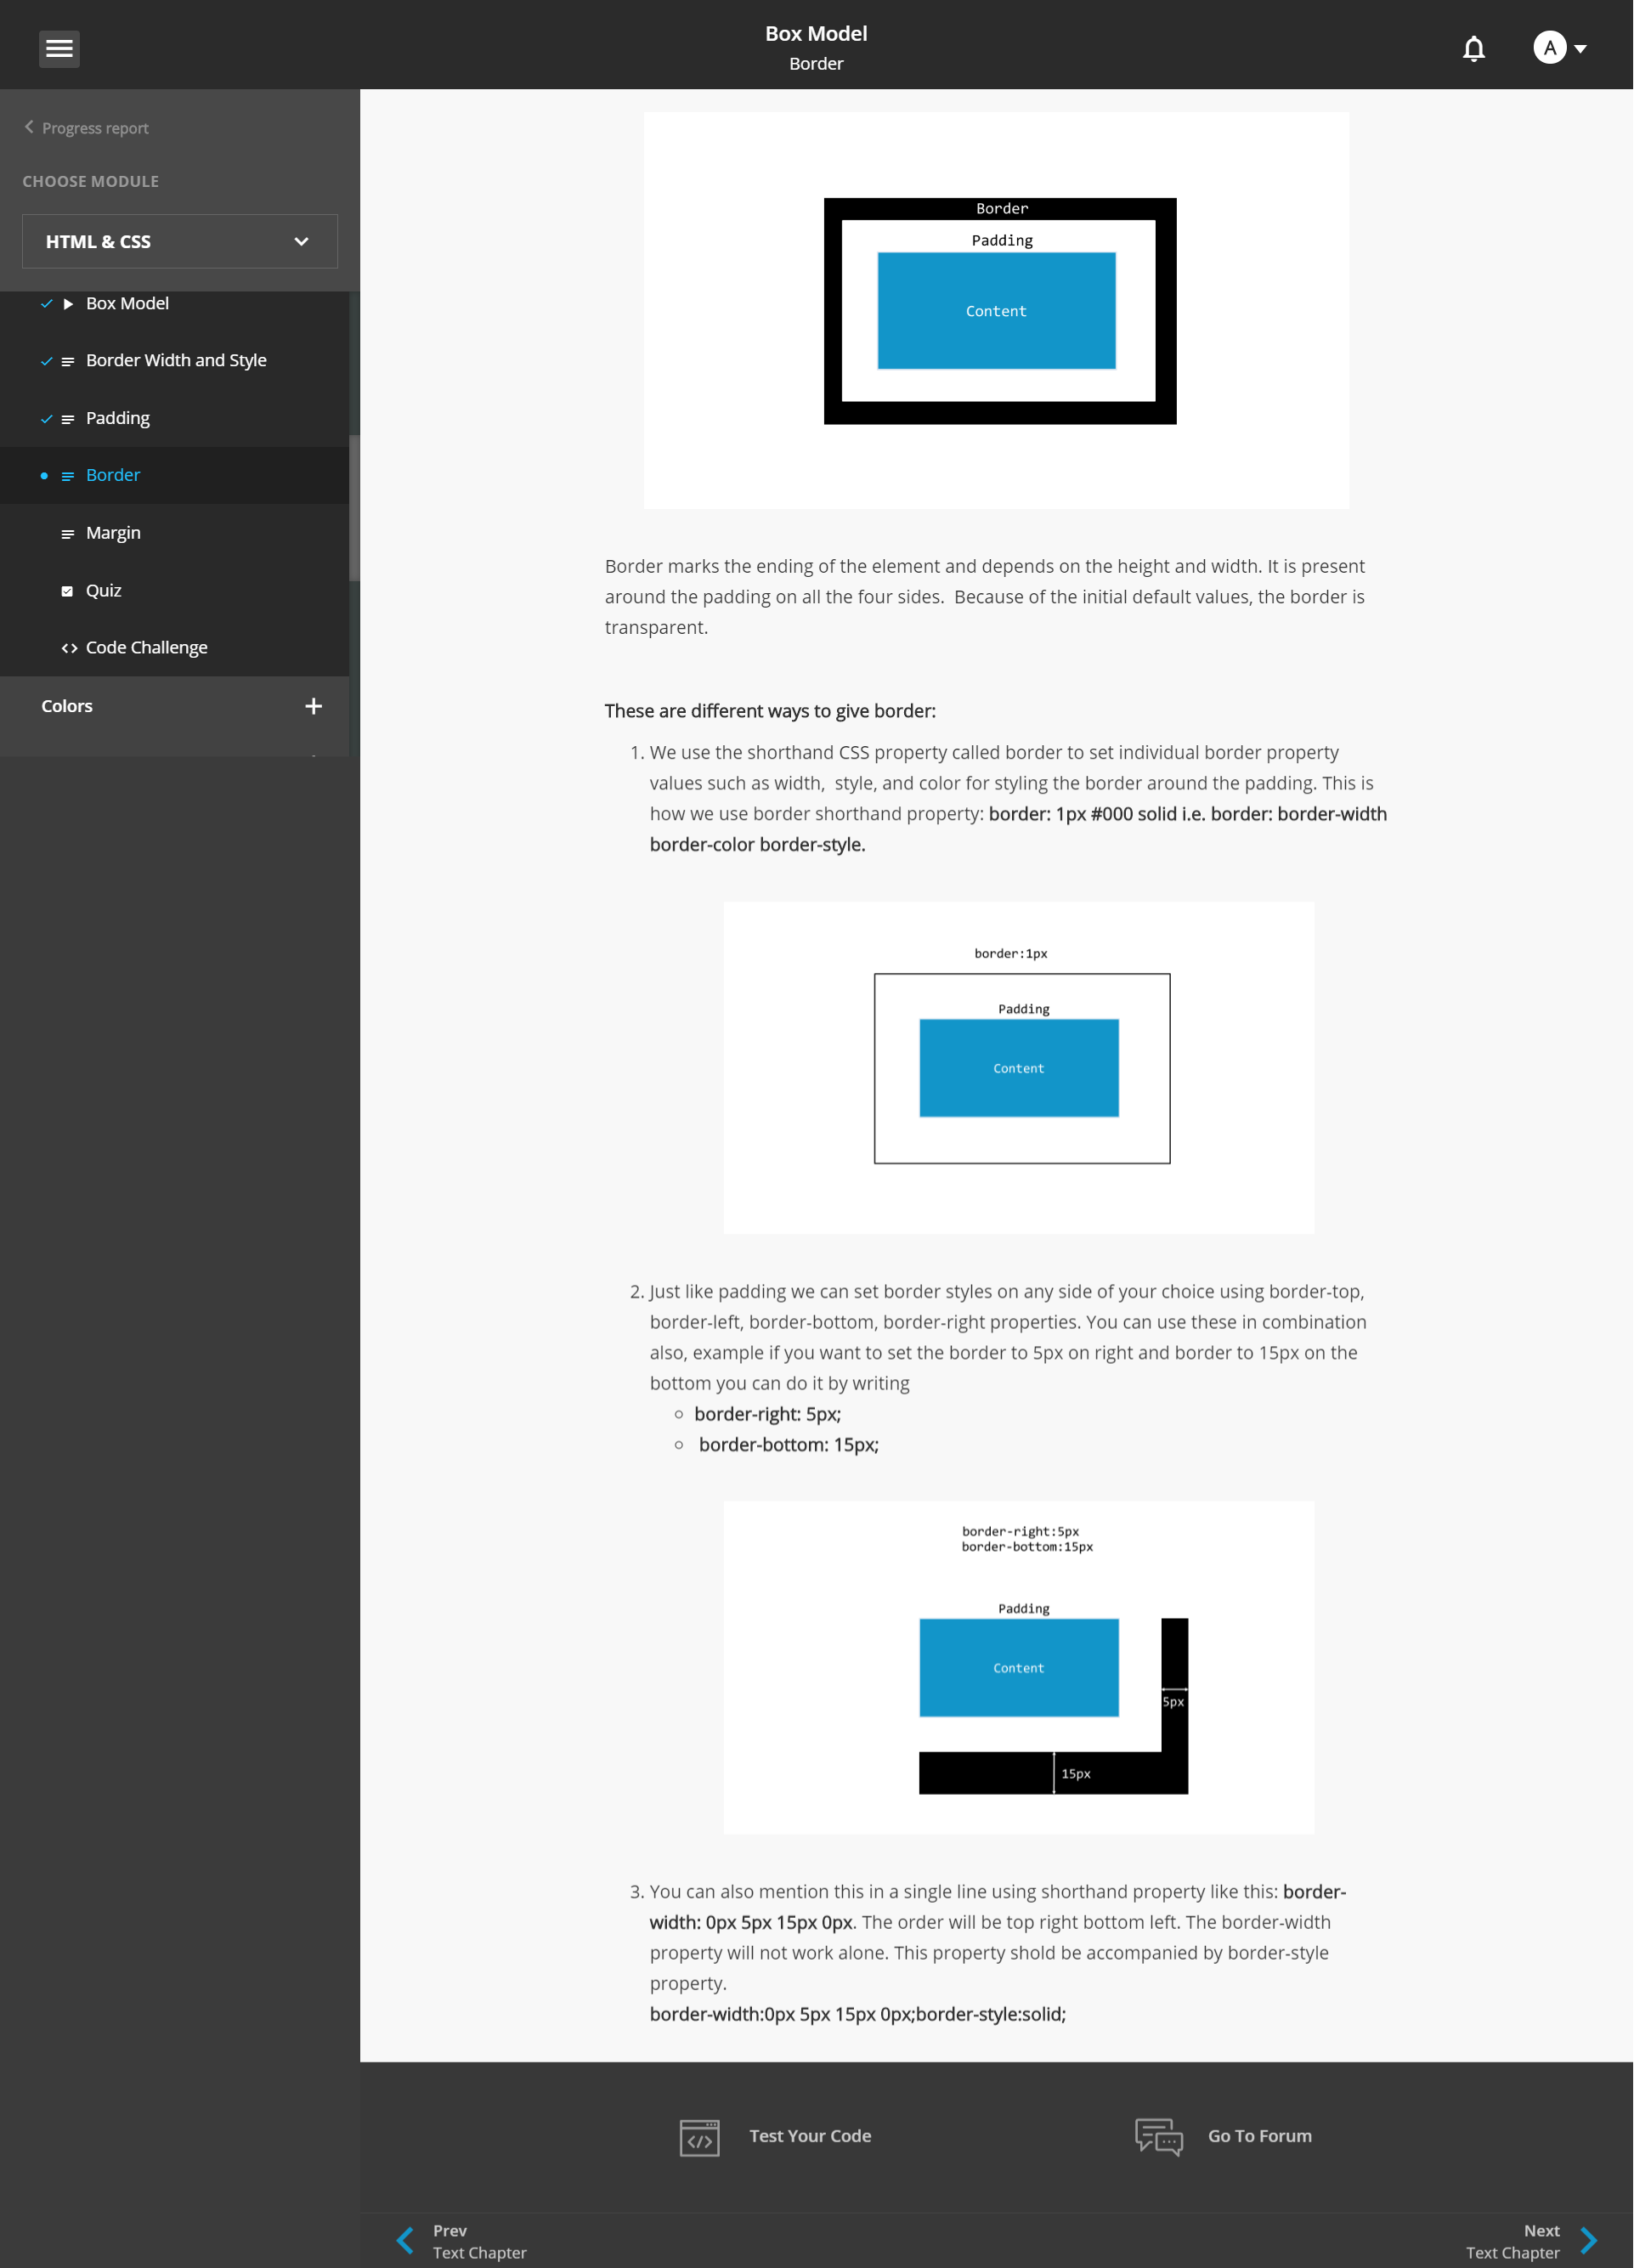 Box Model
Border
A
Progress report
CHOOSE MODULE
HTML & CSS
Box Model
Border Width and Style
Padding
Border
Margin
Quiz
Code Challenge
Colors
Border
Padding
Content
Border marks the ending of the element and depends on the height and width. It is present
around the padding on all the four sides.  Because of the initial default values, the border is
transparent.
These are different ways to give border:
1. We use the shorthand CSS property called border to set individual border property
values such as width,  style, and color for styling the border around the padding. This is
how we use border shorthand property: border: 1px #000 solid i.e. border: border-width
border-color border-style.
border:1px
Padding
Content
2. Just like padding we can set border styles on any side of your choice using border-top,
border-left, border-bottom, border-right properties. You can use these in combination
also, example if you want to set the border to 5px on right and border to 15px on the
bottom you can do it by writing
border-right: 5px;
border-bottom: 15px;
border-right:5px
border-bottom:15px
Padding
Content
5px
15px
3. You can also mention this in a single line using shorthand property like this: border-
width: 0px 5px 15px 0px. The order will be top right bottom left. The border-width
property will not work alone. This property shold be accompanied by border-style
property.
border-width:0px 5px 15px 0px;border-style:solid;
Test Your Code
Go To Forum
Prev
Text Chapter
Next
Text Chapter